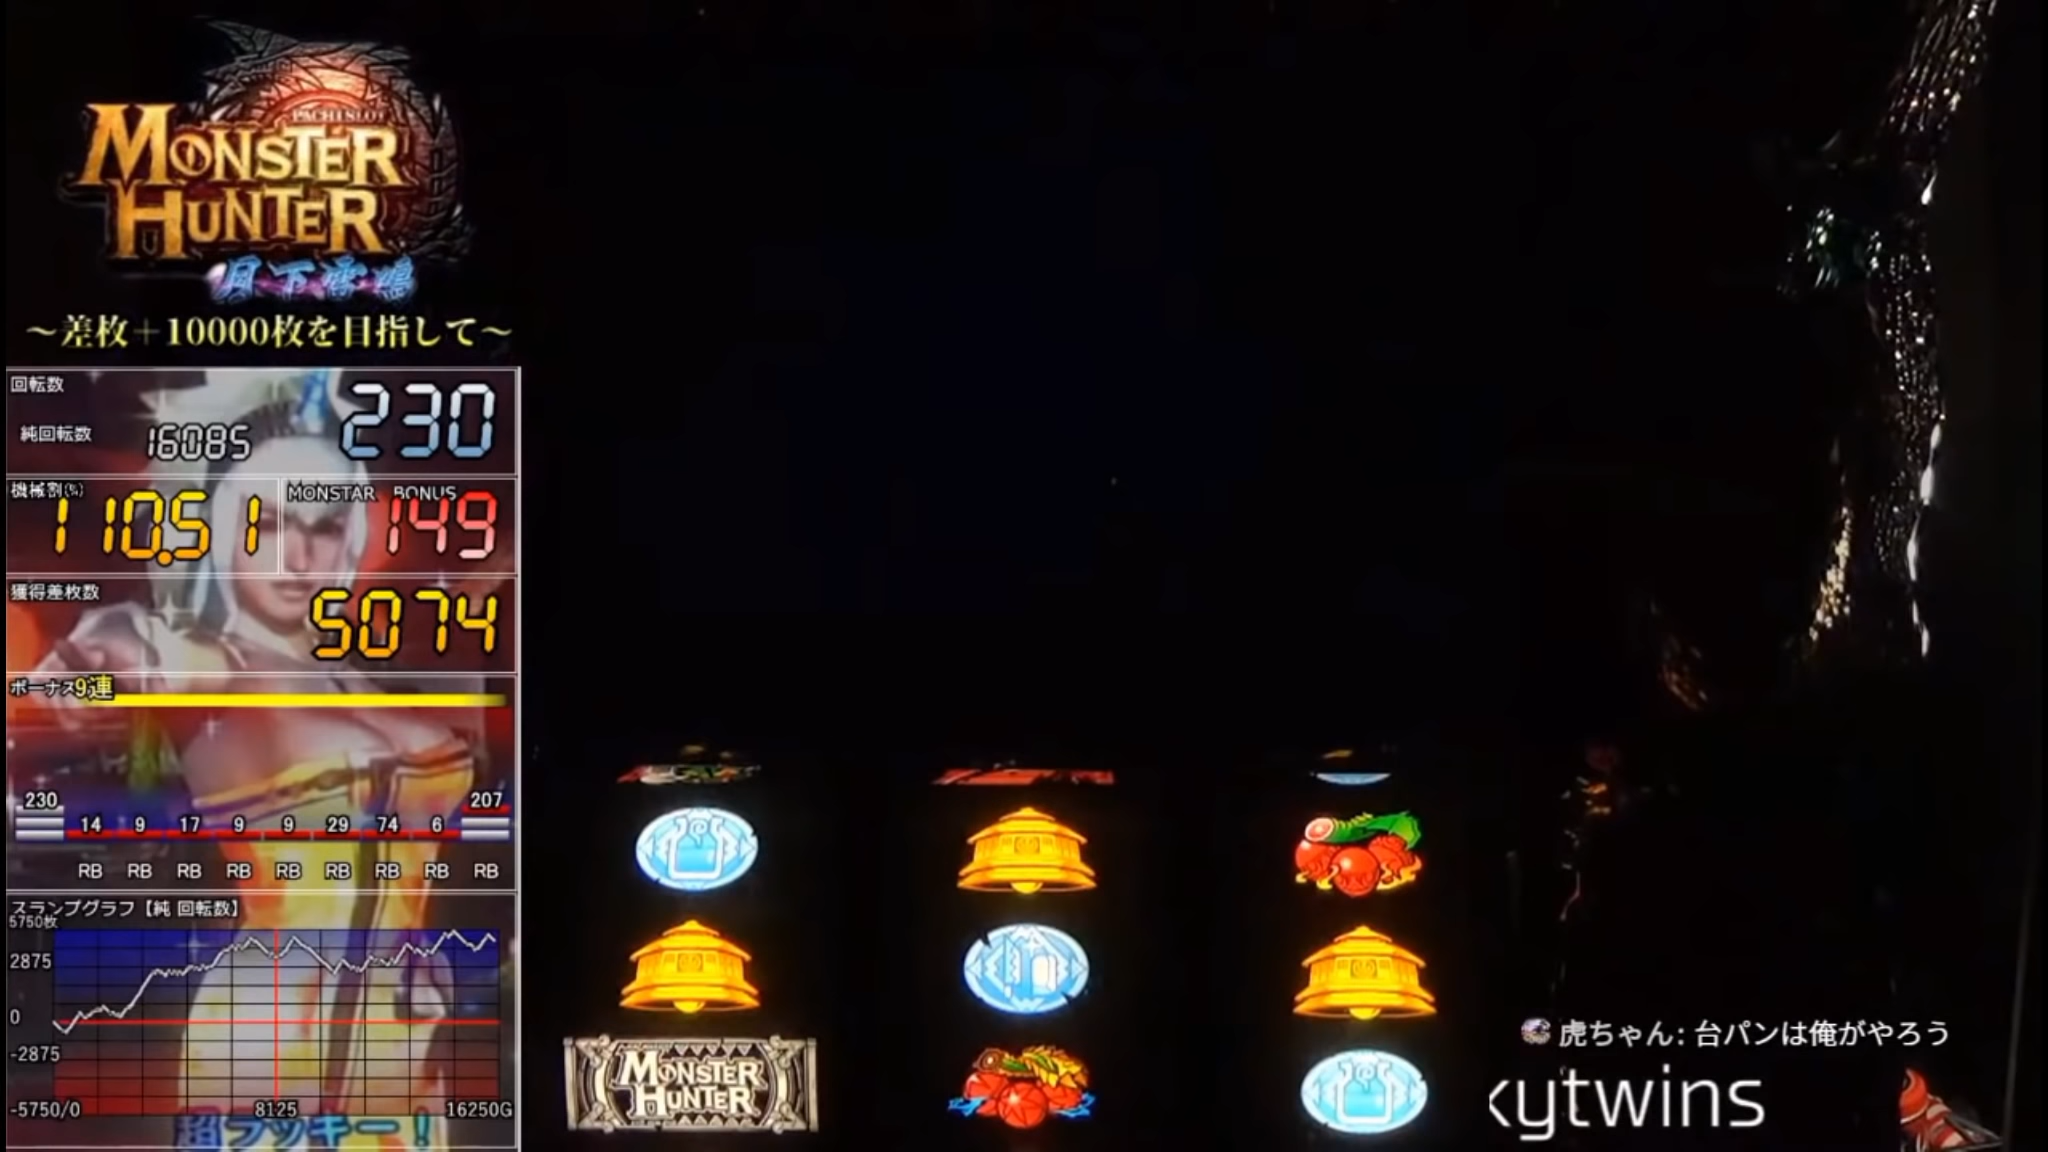 PACHISLOT
MONSTER
HUNTER
月下雷鳴
～差枚＋10000枚を目指して～
回転数
230
純回転数
16085
機械割(%)
110.51
MONSTAR BONUS
149
獲得差枚数
5074
ボーナス9連
230 14 9 17 9 9 29 74 6 207
RB RB RB RB RB RB RB RB RB
スランプグラフ【純 回転数】
5750枚
2875
0
-2875
-5750/0 8125 16250G
超ラッキー！
MONSTER
HUNTER
虎ちゃん: 台パンは俺がやろう
kytwins